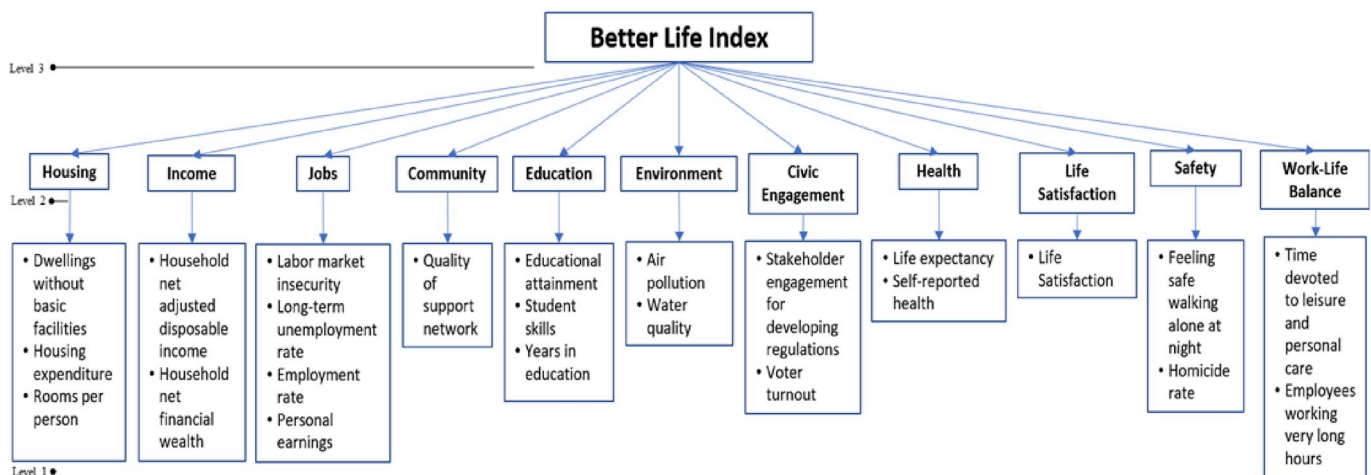 Better Life Index
Level 3
Housing
Income
Jobs
Community
Education
Environment
Civic
Engagement
Health
Life
Satisfaction
Safety
Work-Life
Balance
Level 2
• Dwellings
without
basic
facilities
• Housing
expenditure
• Rooms per
person
• Household
net
adjusted
disposable
income
• Household
net
financial
wealth
• Labor market
insecurity
• Long-term
unemployment
rate
• Employment
rate
• Personal
earnings
• Quality
of
support
network
• Educational
attainment
• Student
skills
• Years in
education
• Air
pollution
• Water
quality
• Stakeholder
engagement
for
developing
regulations
• Voter
turnout
• Life expectancy
• Self-reported
health
• Life
Satisfaction
• Feeling
safe
walking
alone at
night
• Homicide
rate
• Time
devoted
to leisure
and
personal
care
• Employees
working
very long
hours
Level 1